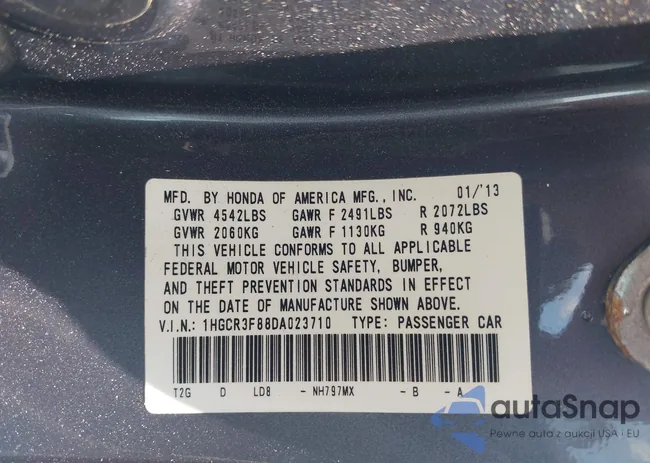 MFD. BY HONDA OF AMERICA MFG., INC. 01/'13
GVWR 4542LBS GAWR F 2491LBS R 2072LBS
GVWR 2060KG GAWR F 1130KG R 940KG
THIS VEHICLE CONFORMS TO ALL APPLICABLE
FEDERAL MOTOR VEHICLE SAFETY, BUMPER,
AND THEFT PREVENTION STANDARDS IN EFFECT
ON THE DATE OF MANUFACTURE SHOWN ABOVE.
V.I.N.: 1HGCR3F88DA023710 TYPE: PASSENGER CAR
T2G D LD8 - NH797MX - B - A
autaSnap
Pewne auta z aukcji USA i EU